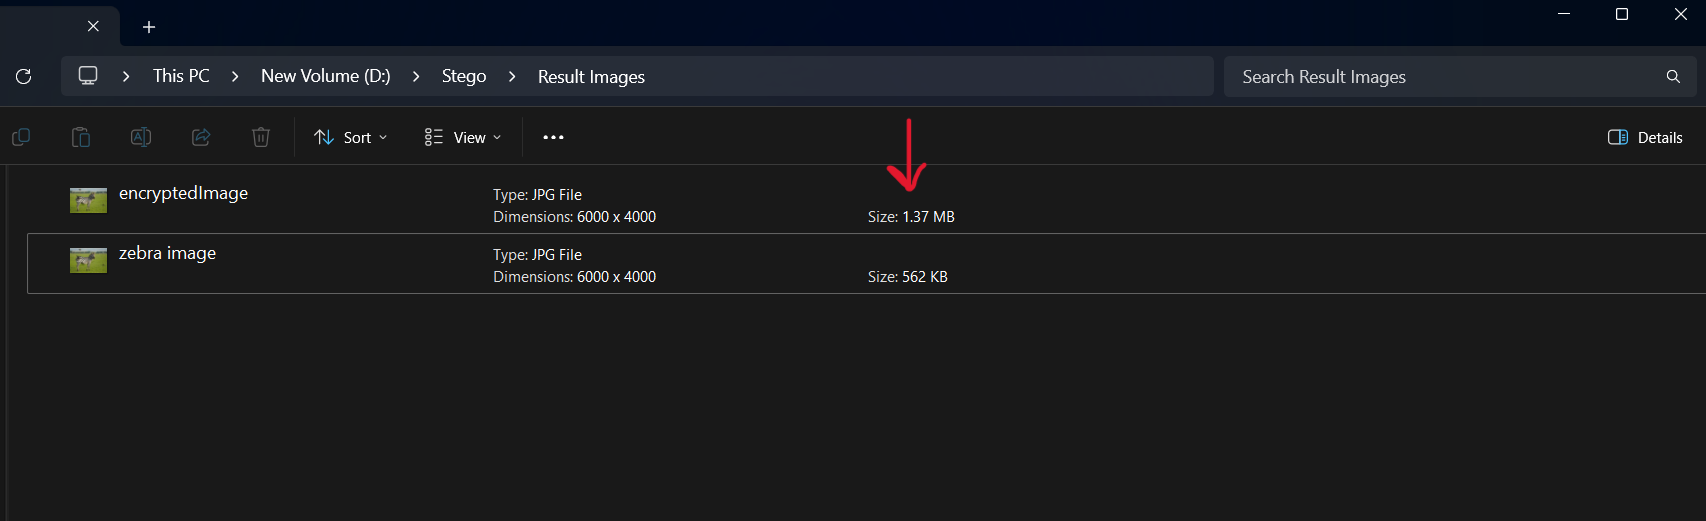 This PC > New Volume (D:) > Stego > Result Images
Search Result Images
Sort
View
Details
encryptedImage
Type: JPG File
Dimensions: 6000 x 4000
Size: 1.37 MB
zebra image
Type: JPG File
Dimensions: 6000 x 4000
Size: 562 KB